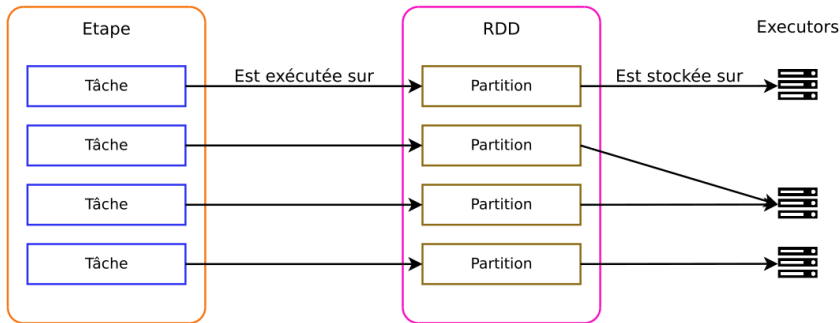 Etape
RDD
Executors
Tâche
Est exécutée sur
Partition
Est stockée sur
Tâche
Partition
Tâche
Partition
Tâche
Partition